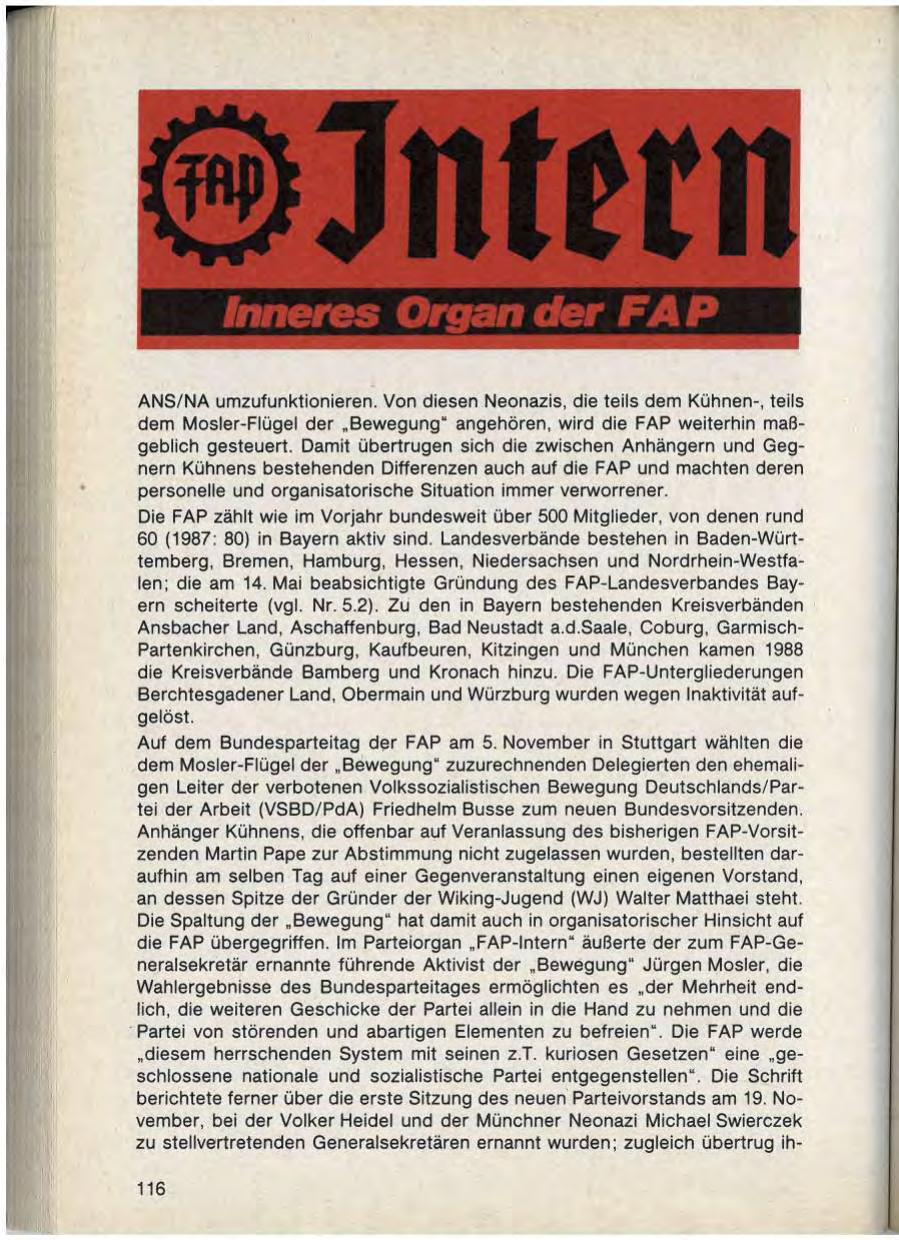 FAP Intern
Inneres Organ der FAP
ANS/NA umzufunktionieren. Von diesen Neonazis, die teils dem Kühnen-, teils
dem Mosler-Flügel der „Bewegung“ angehören, wird die FAP weiterhin maß-
geblich gesteuert. Damit übertrugen sich die zwischen Anhängern und Geg-
nern Kühnens bestehenden Differenzen auch auf die FAP und machten deren
personelle und organisatorische Situation immer verworrener.
Die FAP zählt wie im Vorjahr bundesweit über 500 Mitglieder, von denen rund
60 (1987: 80) in Bayern aktiv sind. Landesverbände bestehen in Baden-Würt-
temberg, Bremen, Hamburg, Hessen, Niedersachsen und Nordrhein-Westfa-
len; die am 14. Mai beabsichtigte Gründung des FAP-Landesverbandes Bay-
ern scheiterte (vgl. Nr. 5.2). Zu den in Bayern bestehenden Kreisverbänden
Ansbacher Land, Aschaffenburg, Bad Neustadt a.d.Saale, Coburg, Garmisch-
Partenkirchen, Günzburg, Kaufbeuren, Kitzingen und München kamen 1988
die Kreisverbände Bamberg und Kronach hinzu. Die FAP-Untergliederungen
Berchtesgadener Land, Obermain und Würzburg wurden wegen Inaktivität auf-
gelöst.
Auf dem Bundesparteitag der FAP am 5. November in Stuttgart wählten die
dem Mosler-Flügel der „Bewegung“ zuzurechnenden Delegierten den ehemali-
gen Leiter der verbotenen Volkssozialistischen Bewegung Deutschlands/Par-
tei der Arbeit (VSBD/PdA) Friedhelm Busse zum neuen Bundesvorsitzenden.
Anhänger Kühnens, die offenbar auf Veranlassung des bisherigen FAP-Vorsit-
zenden Martin Pape zur Abstimmung nicht zugelassen wurden, bestellten dar-
aufhin am selben Tag auf einer Gegenveranstaltung einen eigenen Vorstand,
an dessen Spitze der Gründer der Wiking-Jugend (WJ) Walter Matthaei steht.
Die Spaltung der „Bewegung“ hat damit auch in organisatorischer Hinsicht auf
die FAP übergegriffen. Im Parteiorgan „FAP-Intern“ äußerte der zum FAP-Ge-
neralsekretär ernannte führende Aktivist der „Bewegung“ Jürgen Mosler, die
Wahlergebnisse des Bundesparteitages ermöglichten es „der Mehrheit end-
lich, die weiteren Geschicke der Partei allein in die Hand zu nehmen und die
Partei von störenden und abartigen Elementen zu befreien“. Die FAP werde
„diesem herrschenden System mit seinen z.T. kuriosen Gesetzen“ eine „ge-
schlossene nationale und sozialistische Partei entgegenstellen“. Die Schrift
berichtete ferner über die erste Sitzung des neuen Parteivorstands am 19. No-
vember, bei der Volker Heidel und der Münchner Neonazi Michael Swierczek
zu stellvertretenden Generalsekretären ernannt wurden; zugleich übertrug ih-
116